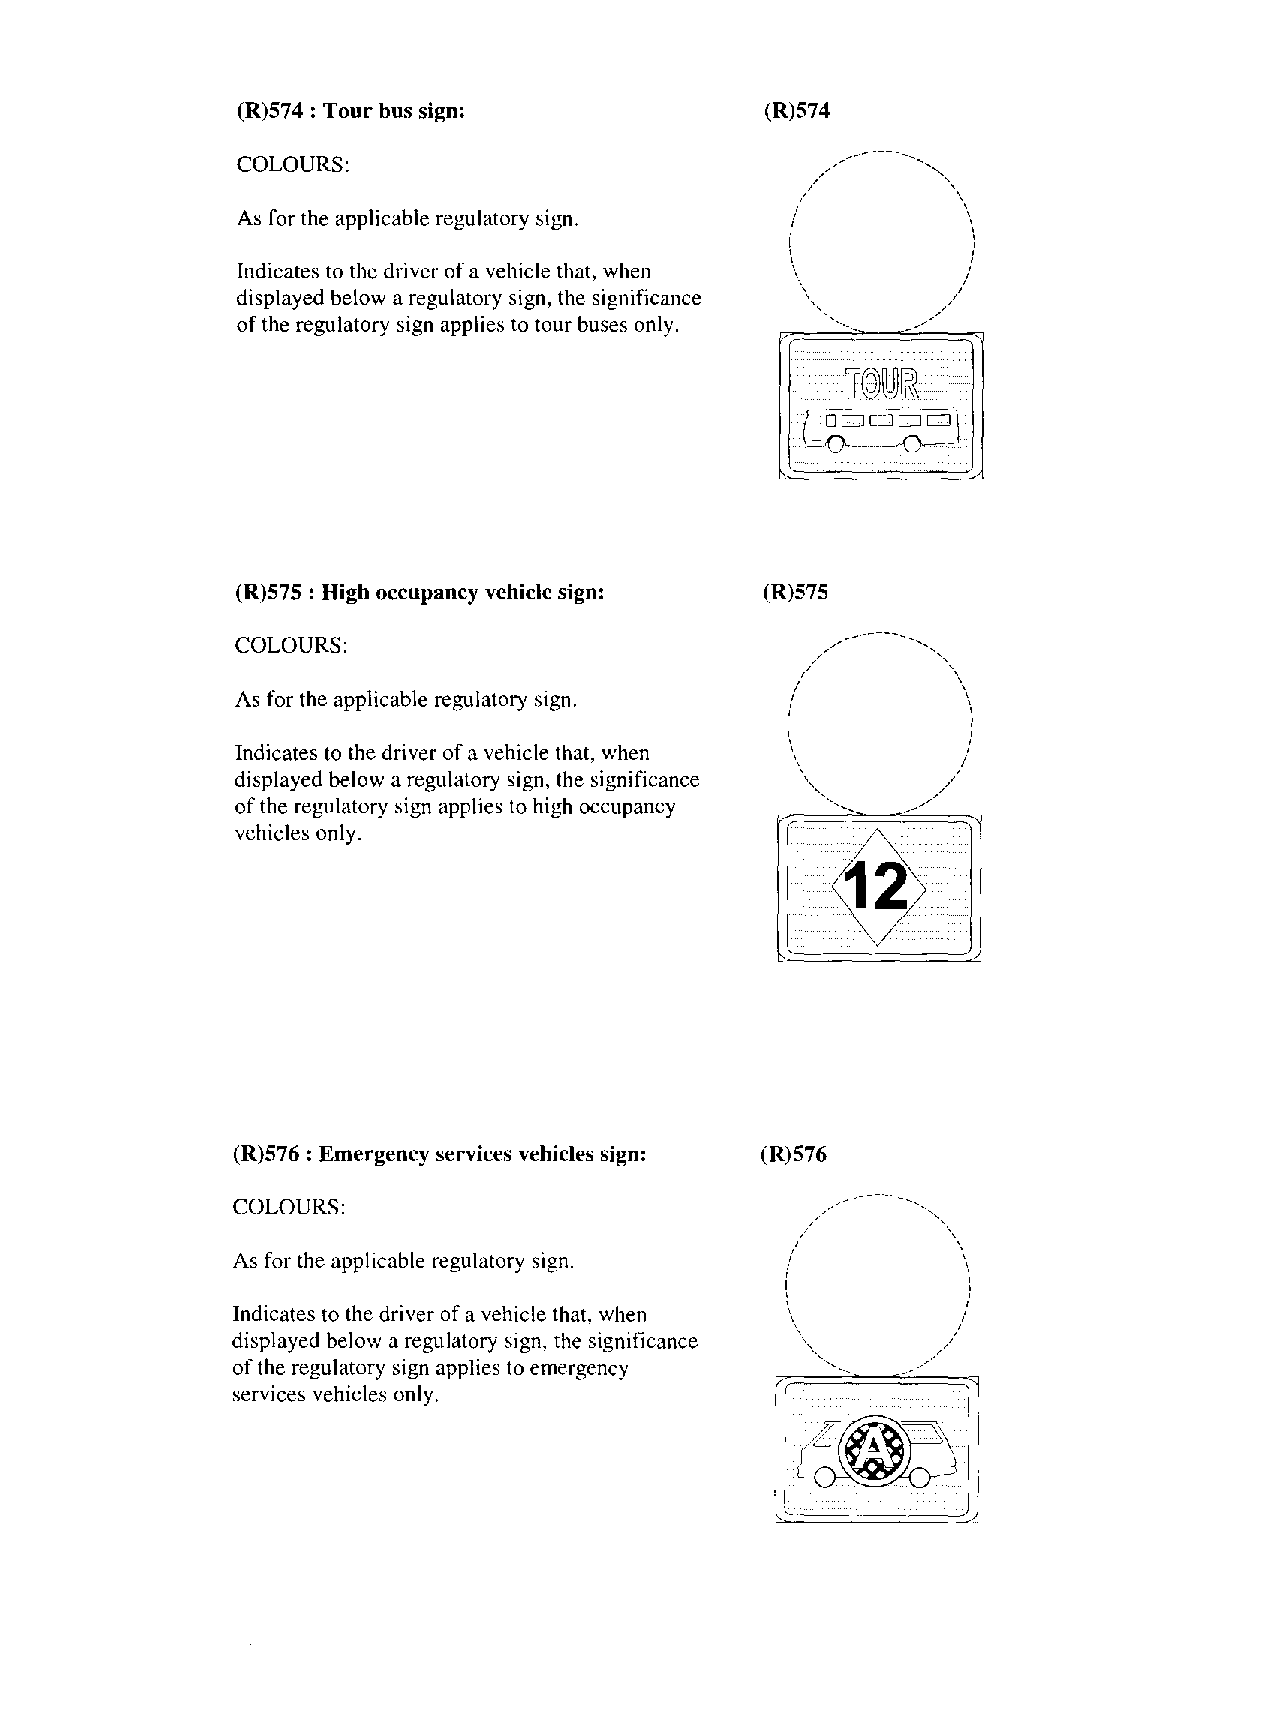 (R)574 : Tour bus sign:
(R)574
COLOURS:
As for the applicable regulatory sign.
Indicates to the driver of a vehicle that, when
displayed below a regulatory sign, the significance
of the regulatory sign applies to tour buses only.
TOUR
(R)575 : High occupancy vehicle sign:
(R)575
COLOURS:
As for the applicable regulatory sign.
Indicates to the driver of a vehicle that, when
displayed below a regulatory sign, the significance
of the regulatory sign applies to high occupancy
vehicles only.
12
(R)576 : Emergency services vehicles sign:
(R)576
COLOURS:
As for the applicable regulatory sign.
Indicates to the driver of a vehicle that, when
displayed below a regulatory sign, the significance
of the regulatory sign applies to emergency
services vehicles only.
A